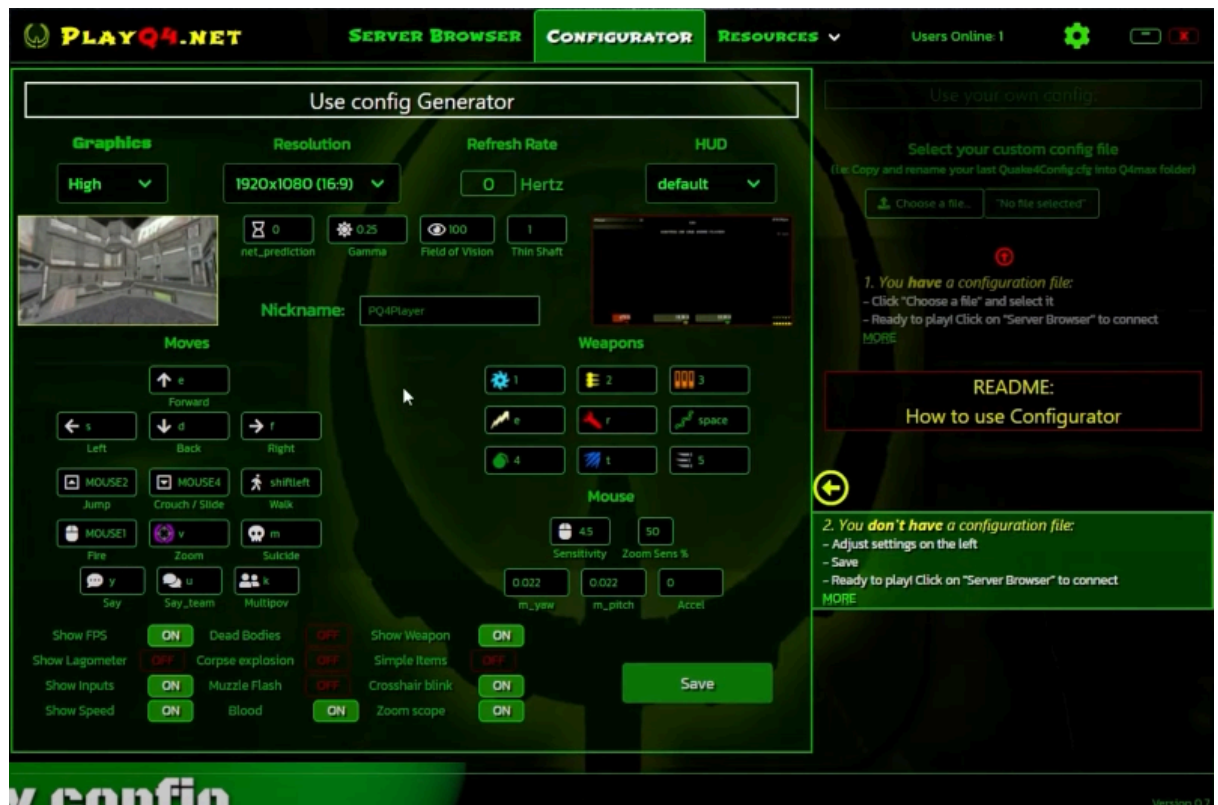 PLAYQ4.NET
SERVER BROWSER
CONFIGURATOR
RESOURCES
Users Online: 1
Use config Generator
Graphics
Resolution
Refresh Rate
HUD
High
1920x1080 (16:9)
0 Hertz
default
0
0.25
100
1
net_prediction
Gamma
Field of Vision
Thin Shaft
Nickname:
PQ4Player
Moves
e
Forward
s
d
f
Left
Back
Right
MOUSE2
MOUSE4
shiftleft
Jump
Crouch / Slide
Walk
MOUSE1
v
m
Fire
Zoom
Suicide
y
u
k
Say
Say_team
Multipov
Weapons
1
2
3
e
r
space
4
t
5
Mouse
4.5
50
Sensitivity
Zoom Sens %
0.022
0.022
0
m_yaw
m_pitch
Accel
Show FPS ON
Dead Bodies OFF
Show Weapon ON
Show Lagometer OFF
Corpse explosion OFF
Simple Items OFF
Show Inputs ON
Muzzle Flash OFF
Crosshair blink ON
Show Speed ON
Blood ON
Zoom scope ON
Save
Use your own config:
Select your custom config file
(i.e: Copy and rename your last Quake4Config.cfg into Q4max folder)
Choose a file..
"No file selected"
1. You have a configuration file:
- Click "Choose a file" and select it
- Ready to play! Click on "Server Browser" to connect
MORE
README:
How to use Configurator
2. You don't have a configuration file:
- Adjust settings on the left
- Save
- Ready to play! Click on "Server Browser" to connect
MORE
y config
Version 0.2